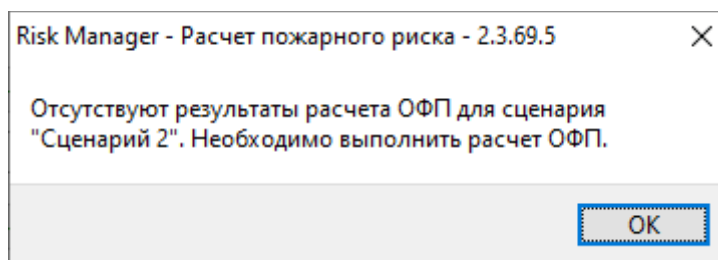 Risk Manager - Расчет пожарного риска - 2.3.69.5
Отсутствуют результаты расчета ОФП для сценария
"Сценарий 2". Необходимо выполнить расчет ОФП.
OK